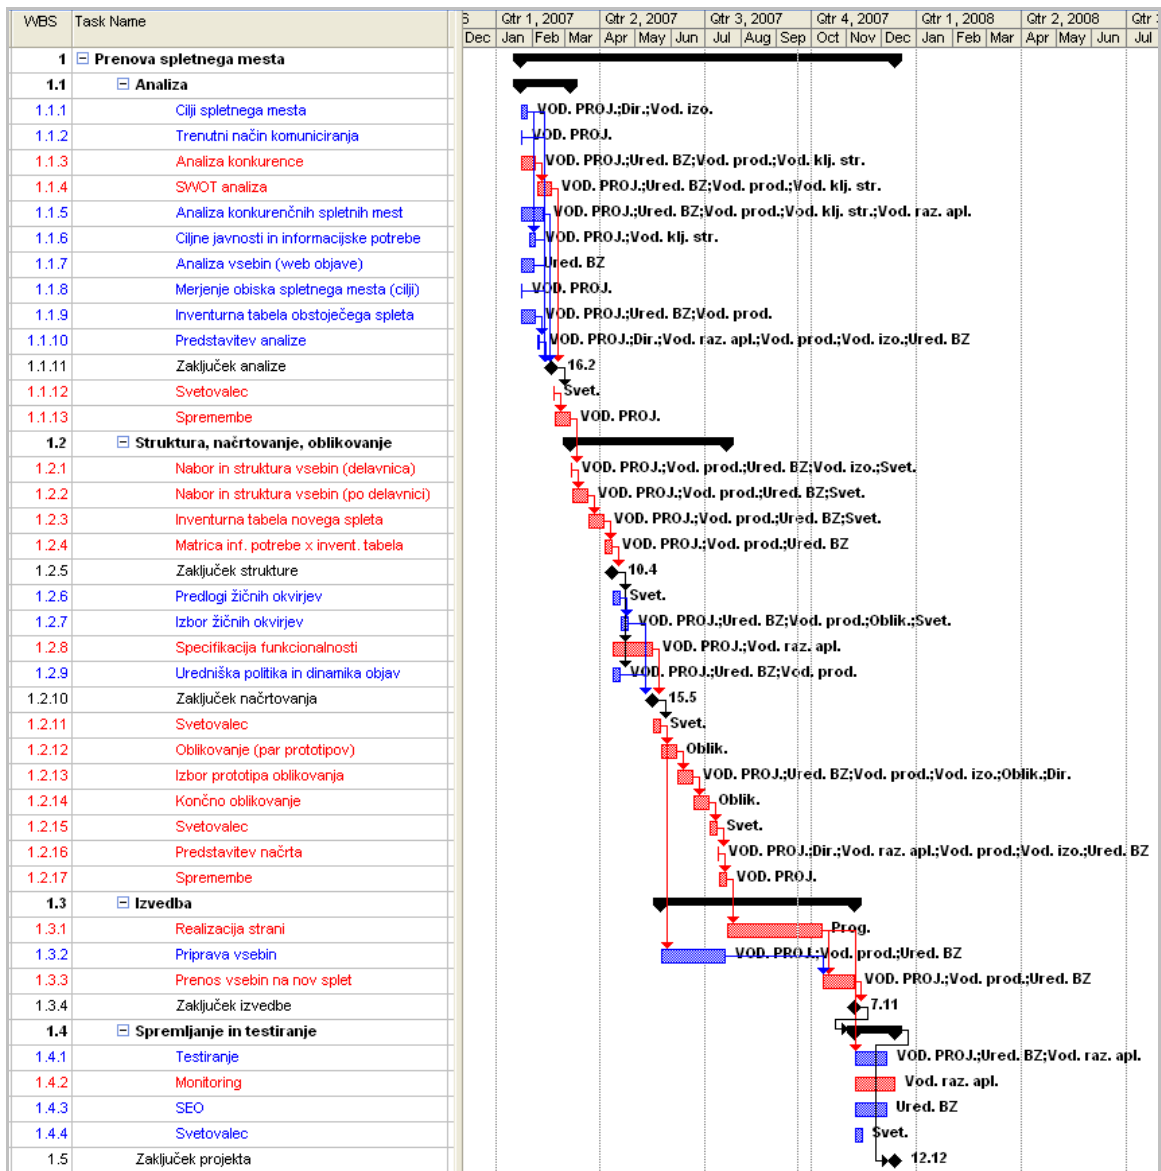 WBS Task Name 6 Qtr 1, 2007 Qtr 2, 2007 Qtr 3, 2007 Qtr 4, 2007 Qtr 1, 2008 Qtr 2, 2008 Qtr
Dec Jan Feb Mar Apr May Jun Jul Aug Sep Oct Nov Dec Jan Feb Mar Apr May Jun Jul
1 Prenova spletnega mesta
1.1 Analiza
1.1.1 Cilji spletnega mesta VOD. PROJ.;Dir.;Vod. izo.
1.1.2 Trenutni način komuniciranja VOD. PROJ.
1.1.3 Analiza konkurence VOD. PROJ.;Ured. BZ;Vod. prod.;Vod. klj. str.
1.1.4 SWOT analiza VOD. PROJ.;Ured. BZ;Vod. prod.;Vod. klj. str.
1.1.5 Analiza konkurenčnih spletnih mest VOD. PROJ.;Ured. BZ;Vod. prod.;Vod. klj. str.;Vod. raz. apl.
1.1.6 Ciljne javnosti in informacijske potrebe VOD. PROJ.;Vod. klj. str.
1.1.7 Analiza vsebin (web objave) Ured. BZ
1.1.8 Merjenje obiska spletnega mesta (cilji) VOD. PROJ.
1.1.9 Inventurna tabela obstoječega spleta VOD. PROJ.;Ured. BZ;Vod. prod.
1.1.10 Predstavitev analize VOD. PROJ.;Dir.;Vod. raz. apl.;Vod. prod.;Vod. izo.;Ured. BZ
1.1.11 Zaključek analize 16.2
1.1.12 Svetovalec Svet.
1.1.13 Spremembe VOD. PROJ.
1.2 Struktura, načrtovanje, oblikovanje
1.2.1 Nabor in struktura vsebin (delavnica) VOD. PROJ.;Vod. prod.;Ured. BZ;Vod. izo.;Svet.
1.2.2 Nabor in struktura vsebin (po delavnici) VOD. PROJ.;Vod. prod.;Ured. BZ;Svet.
1.2.3 Inventurna tabela novega spleta VOD. PROJ.;Vod. prod.;Ured. BZ;Svet.
1.2.4 Matrica inf. potrebe x invent. tabela VOD. PROJ.;Vod. prod.;Ured. BZ
1.2.5 Zaključek strukture 10.4
1.2.6 Predlogi žičnih okvirjev Svet.
1.2.7 Izbor žičnih okvirjev VOD. PROJ.;Ured. BZ;Vod. prod.;Oblik.;Svet.
1.2.8 Specifikacija funkcionalnosti VOD. PROJ.;Vod. raz. apl.
1.2.9 Uredniška politika in dinamika objav VOD. PROJ.;Ured. BZ;Vod. prod.
1.2.10 Zaključek načrtovanja 15.5
1.2.11 Svetovalec Svet.
1.2.12 Oblikovanje (par prototipov) Oblik.
1.2.13 Izbor prototipa oblikovanja VOD. PROJ.;Ured. BZ;Vod. prod.;Vod. izo.;Oblik.;Dir.
1.2.14 Končno oblikovanje Oblik.
1.2.15 Svetovalec Svet.
1.2.16 Predstavitev načrta VOD. PROJ.;Dir.;Vod. raz. apl.;Vod. prod.;Vod. izo.;Ured. BZ
1.2.17 Spremembe VOD. PROJ.
1.3 Izvedba
1.3.1 Realizacija strani Prog.
1.3.2 Priprava vsebin VOD. PROJ.;Vod. prod.;Ured. BZ
1.3.3 Prenos vsebin na nov splet VOD. PROJ.;Vod. prod.;Ured. BZ
1.3.4 Zaključek izvedbe 7.11
1.4 Spremljanje in testiranje
1.4.1 Testiranje VOD. PROJ.;Ured. BZ;Vod. raz. apl.
1.4.2 Monitoring Vod. raz. apl.
1.4.3 SEO Ured. BZ
1.4.4 Svetovalec Svet.
1.5 Zaključek projekta 12.12